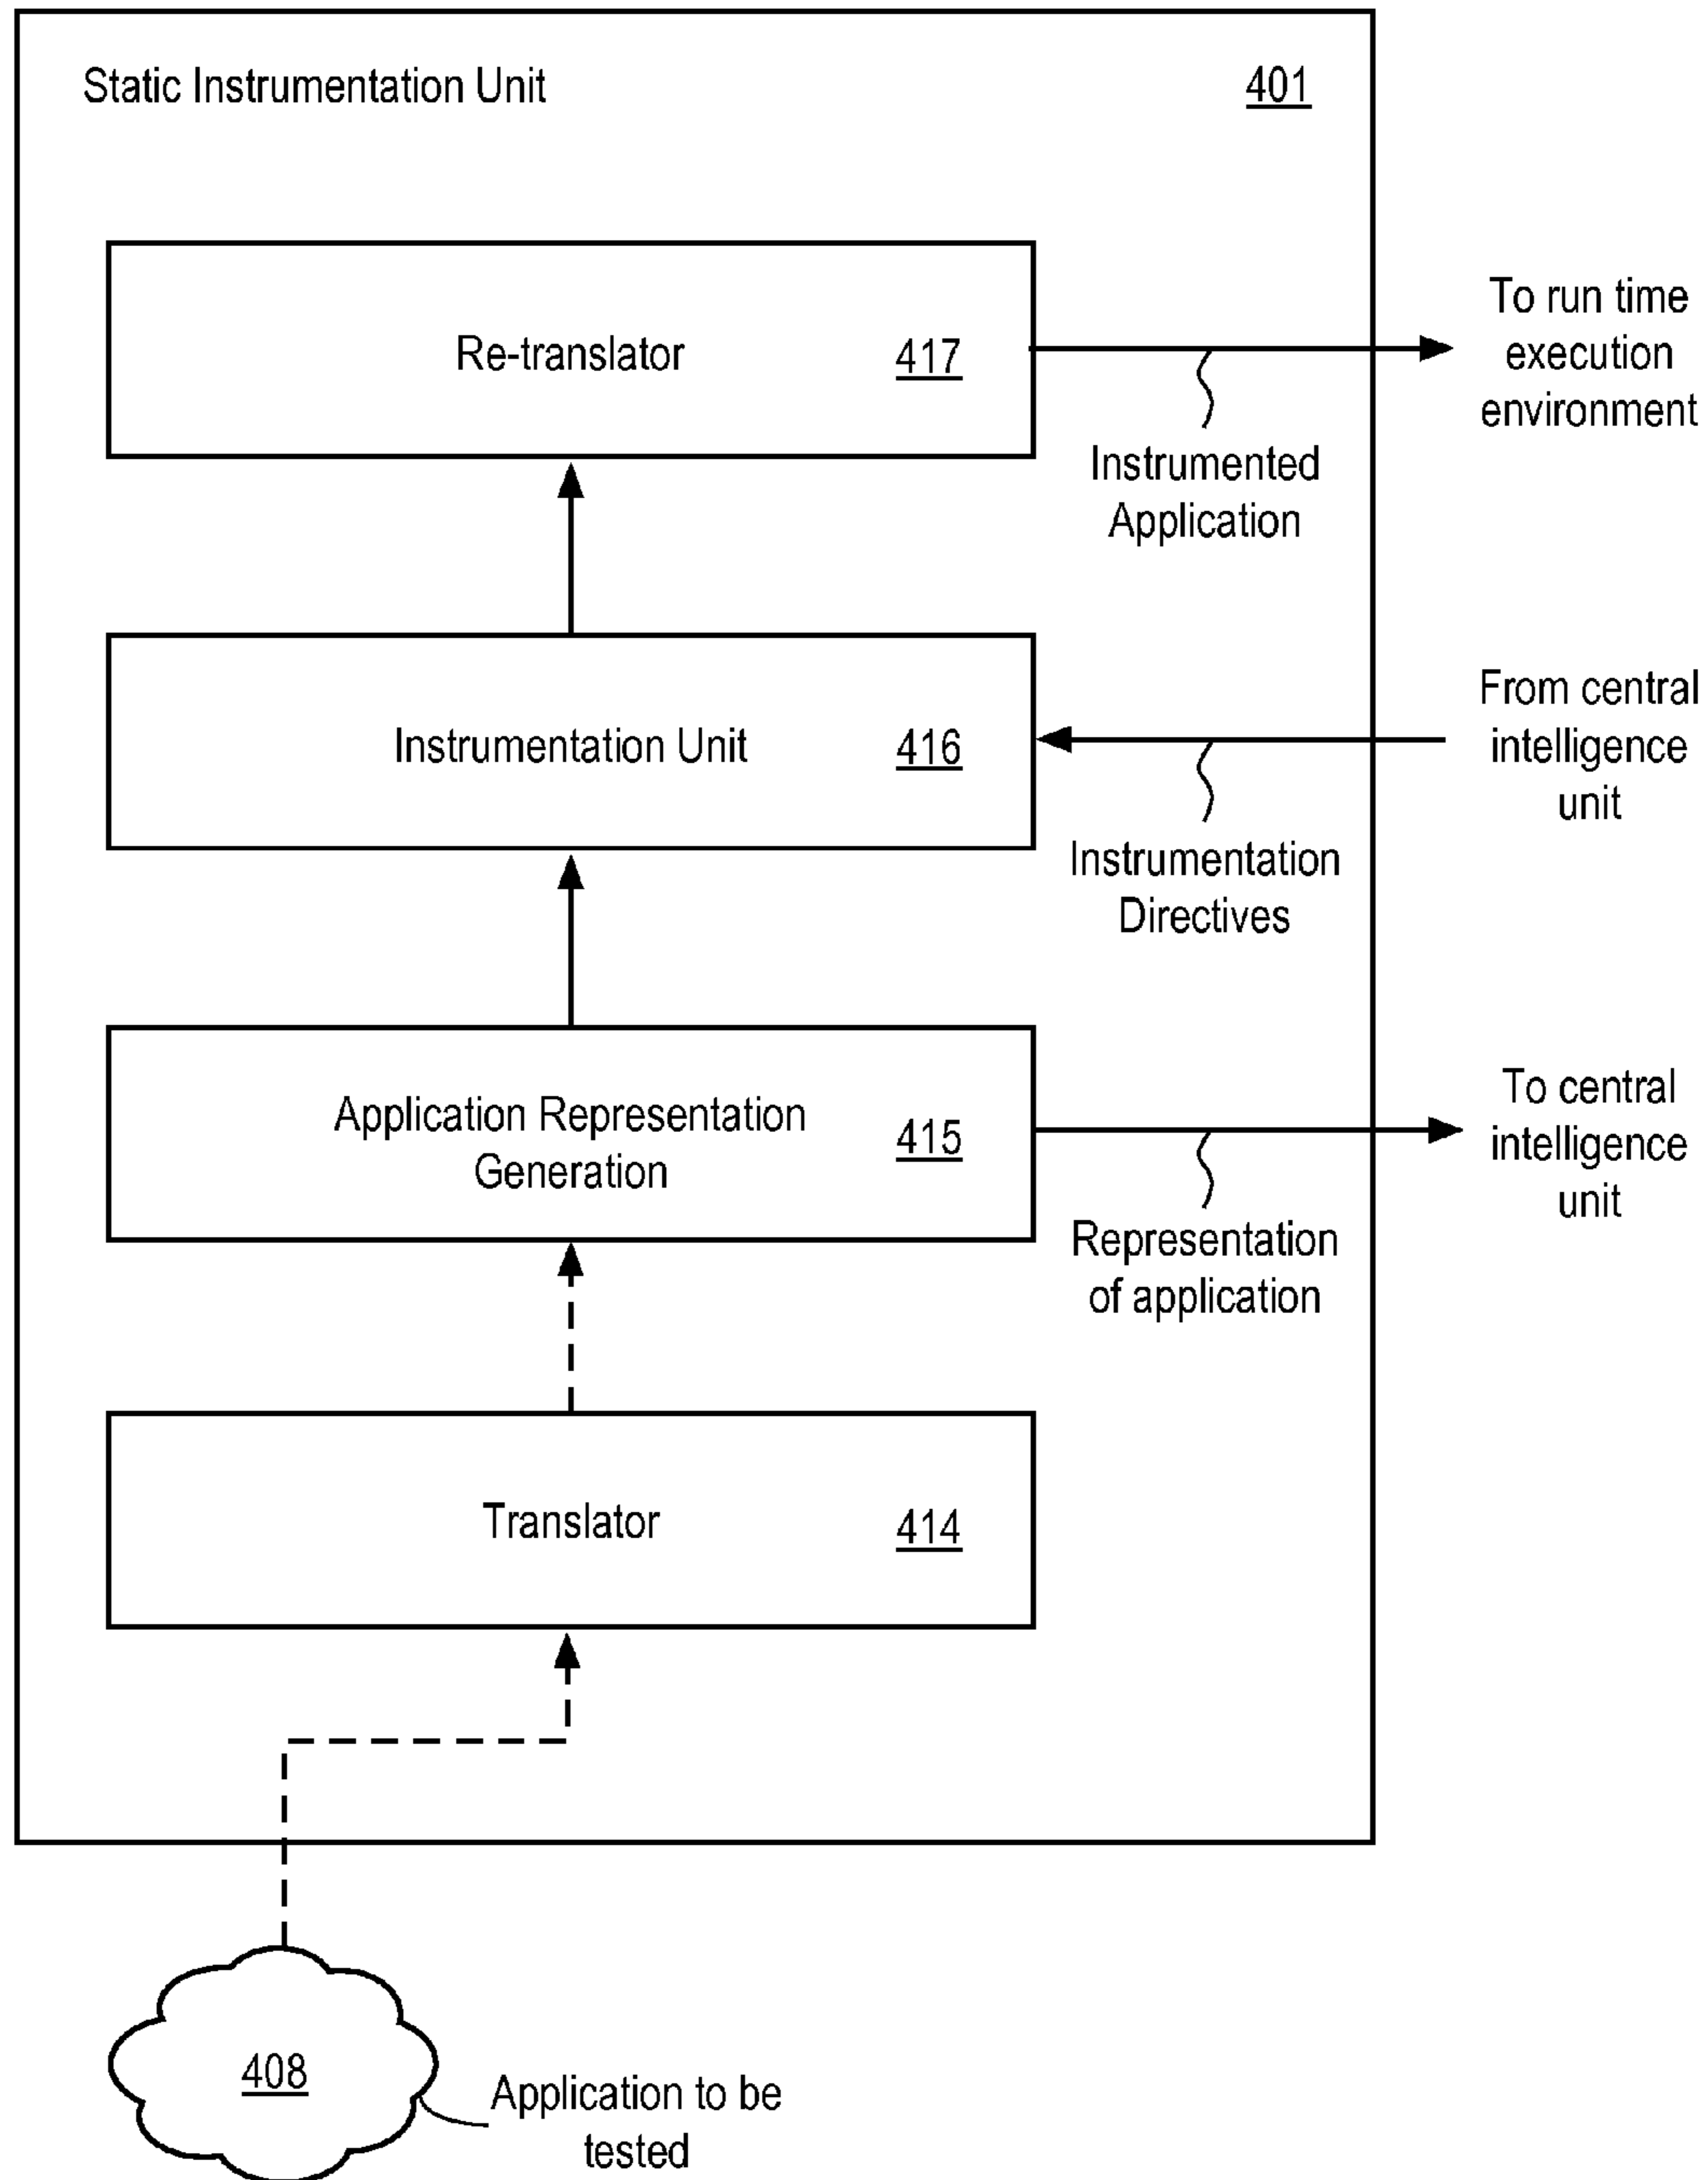 Static Instrumentation Unit 401
Re-translator 417
To run time
execution
environment
Instrumented
Application
Instrumentation Unit 416
From central
intelligence
unit
Instrumentation
Directives
Application Representation
Generation
415
To central
intelligence
unit
Representation
of application
Translator 414
408
Application to be
tested